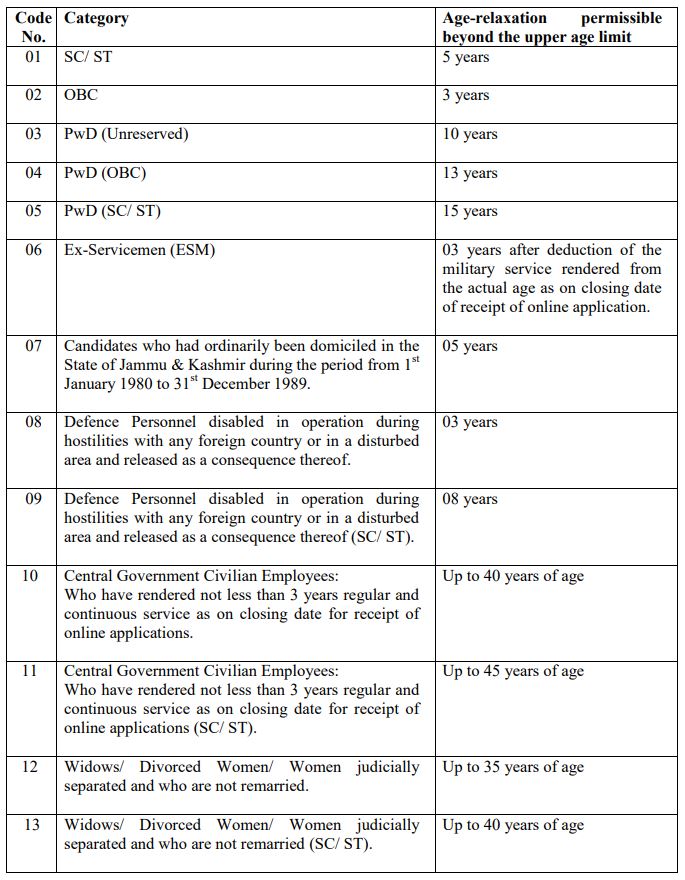 Code No. Category Age-relaxation permissible beyond the upper age limit
01 SC/ ST 5 years
02 OBC 3 years
03 PwD (Unreserved) 10 years
04 PwD (OBC) 13 years
05 PwD (SC/ ST) 15 years
06 Ex-Servicemen (ESM) 03 years after deduction of the
military service rendered from
the actual age as on closing date
of receipt of online application.
07 Candidates who had ordinarily been domiciled in the 05 years
State of Jammu & Kashmir during the period from 1st
January 1980 to 31st December 1989.
08 Defence Personnel disabled in operation during 03 years
hostilities with any foreign country or in a disturbed
area and released as a consequence thereof.
09 Defence Personnel disabled in operation during 08 years
hostilities with any foreign country or in a disturbed
area and released as a consequence thereof (SC/ ST).
10 Central Government Civilian Employees: Up to 40 years of age
Who have rendered not less than 3 years regular and
continuous service as on closing date for receipt of
online applications.
11 Central Government Civilian Employees: Up to 45 years of age
Who have rendered not less than 3 years regular and
continuous service as on closing date for receipt of
online applications (SC/ ST).
12 Widows/ Divorced Women/ Women judicially Up to 35 years of age
separated and who are not remarried.
13 Widows/ Divorced Women/ Women judicially Up to 40 years of age
separated and who are not remarried (SC/ ST).